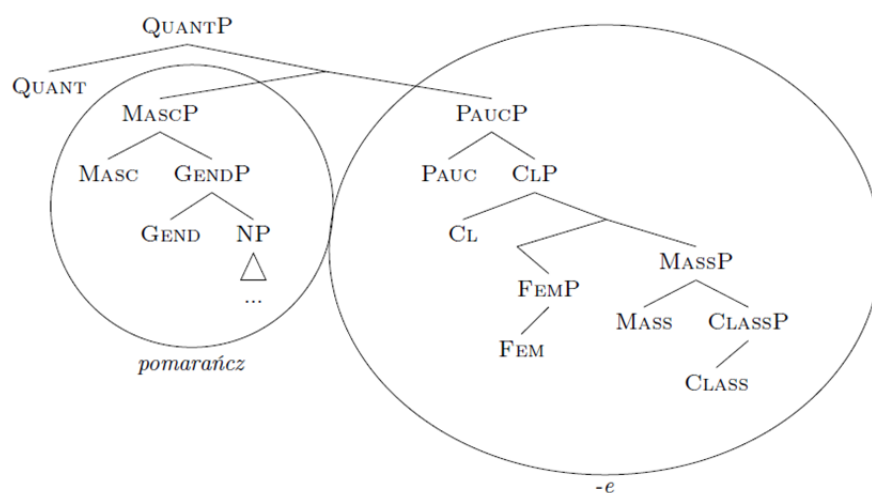 QUANTP
QUANT
MASCP PAUCP
MASC GENDP PAUC CLP
GEND NP CL
MASSP
... FEMP
MASS CLASSP
FEM
pomarańcz
CLASS
-e